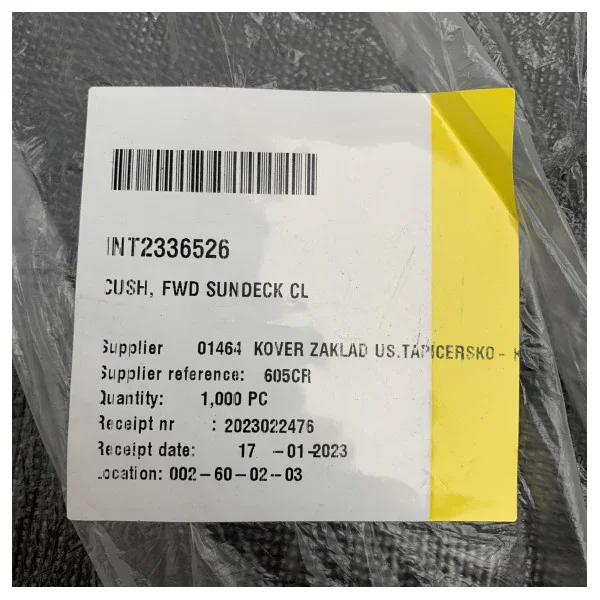 INT2336526
CUSH, FWD SUNDECK CL
Supplier 01464 KOVER ZAKLAD US.TAPICERSKO - K
Supplier reference: 605CR
Quantity: 1,000 PC
Receipt nr : 2023022476
Receipt date: 17 -01-2023
Location: 002-60-02-03